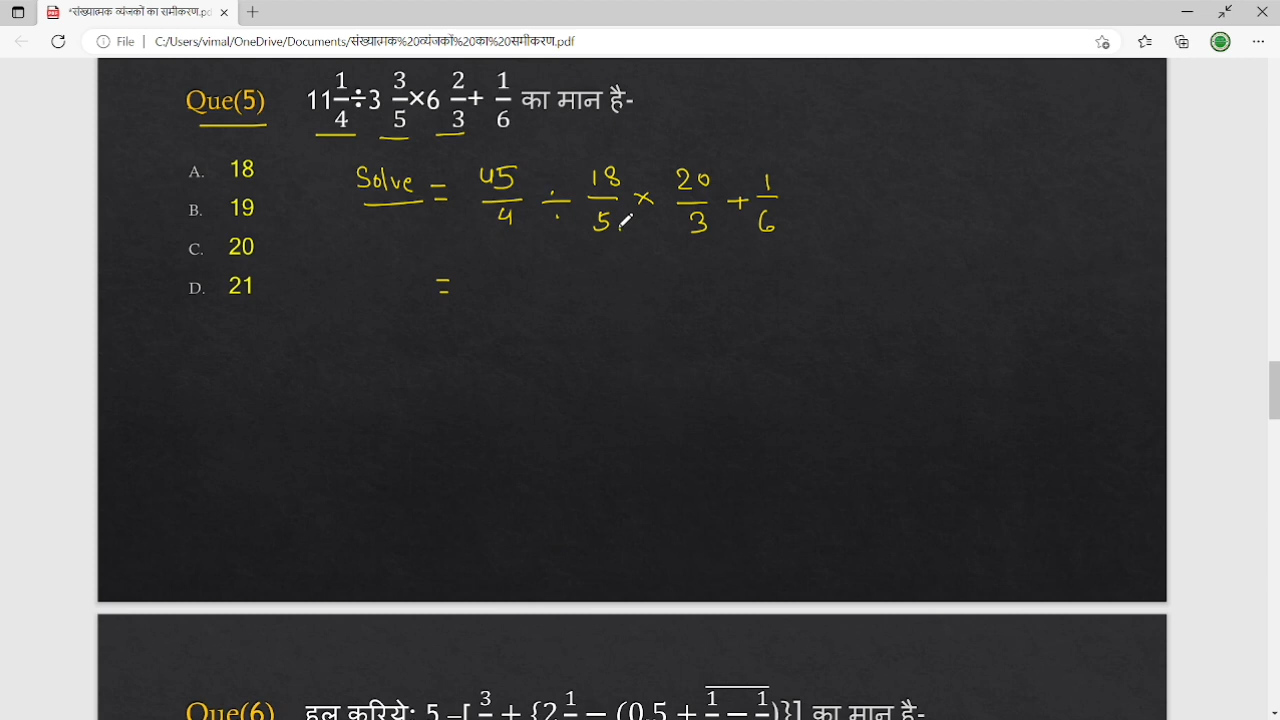 *संख्यात्मक व्यंजकों का समीकरण.pdf
File | C:/Users/vimal/OneDrive/Documents/संख्यात्मक%20व्यंजकों%20का%20समीकरण.pdf
Que(5) 11 1/4 ÷3 3/5 ×6 2/3 + 1/6 का मान है-
A. 18
Solve = 45/4 ÷ 18/5 × 20/3 + 1/6
B. 19
C. 20
D. 21
=
Que(6) हल करिये: 5 –[ 3 + {2 1 – (0.5 + 1 – 1)}] का मान है-